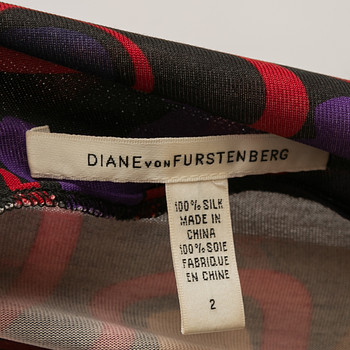 DIANE VON FURSTENBERG
100% SILK
MADE IN
CHINA
100% SOIE
FABRIQUE
EN CHINE
2